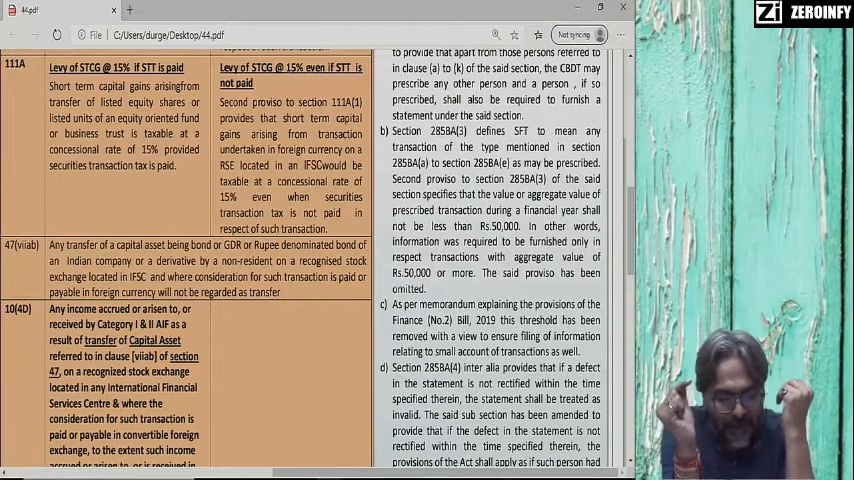 44.pdf
Zi ZEROINFY
File
C:/Users/durge/Desktop/44.pdf
Not syncing
111A
Levy of STCG @ 15% if STT is paid
Short term capital gains arisingfrom
transfer of listed equity shares or
listed units of an equity oriented fund
or business trust is taxable at a
concessional rate of 15% provided
securities transaction tax is paid.
respect of such transaction.
Levy of STCG @ 15% even if STT is
not paid
Second proviso to section 111A(1)
provides that short term capital
gains arising from transaction
undertaken in foreign currency on a
RSE located in an IFSCwould be
taxable at a concessional rate of
15% even when securities
transaction tax is not paid in
respect of such transaction.
47(viiab)
Any transfer of a capital asset being bond or GDR or Rupee denominated bond of
an Indian company or a derivative by a non-resident on a recognised stock
exchange located in IFSC and where consideration for such transaction is paid or
payable in foreign currency will not be regarded as transfer
10(4D)
Any income accrued or arisen to, or
received by Category I & II AIF as a
result of transfer of Capital Asset
referred to in clause [viiab] of section
47, on a recognized stock exchange
located in any International Financial
Services Centre & where the
consideration for such transaction is
paid or payable in convertible foreign
exchange, to the extent such income
accrued or arisen to, or is received in
to provide that apart from those persons referred to
in clause (a) to (k) of the said section, the CBDT may
prescribe any other person and a person , if so
prescribed, shall also be required to furnish a
statement under the said section.
b) Section 285BA(3) defines SFT to mean any
transaction of the type mentioned in section
285BA(a) to section 285BA(e) as may be prescribed.
Second proviso to section 285BA(3) of the said
section specifies that the value or aggregate value of
prescribed transaction during a financial year shall
not be less than Rs.50,000. In other words,
information was required to be furnished only in
respect of transactions with aggregate value of
Rs.50,000 or more. The said proviso has been
omitted.
c) As per memorandum explaining the provisions of the
Finance (No.2) Bill, 2019 this threshold has been
removed with a view to ensure filing of information
relating to small account of transactions as well.
d) Section 285BA(4) inter alia provides that if a defect
in the statement is not rectified within the time
specified therein, the statement shall be treated as
invalid. The said sub section has been amended to
provide that if the defect in the statement is not
rectified within the time specified therein, the
provisions of the Act shall apply as if such person had